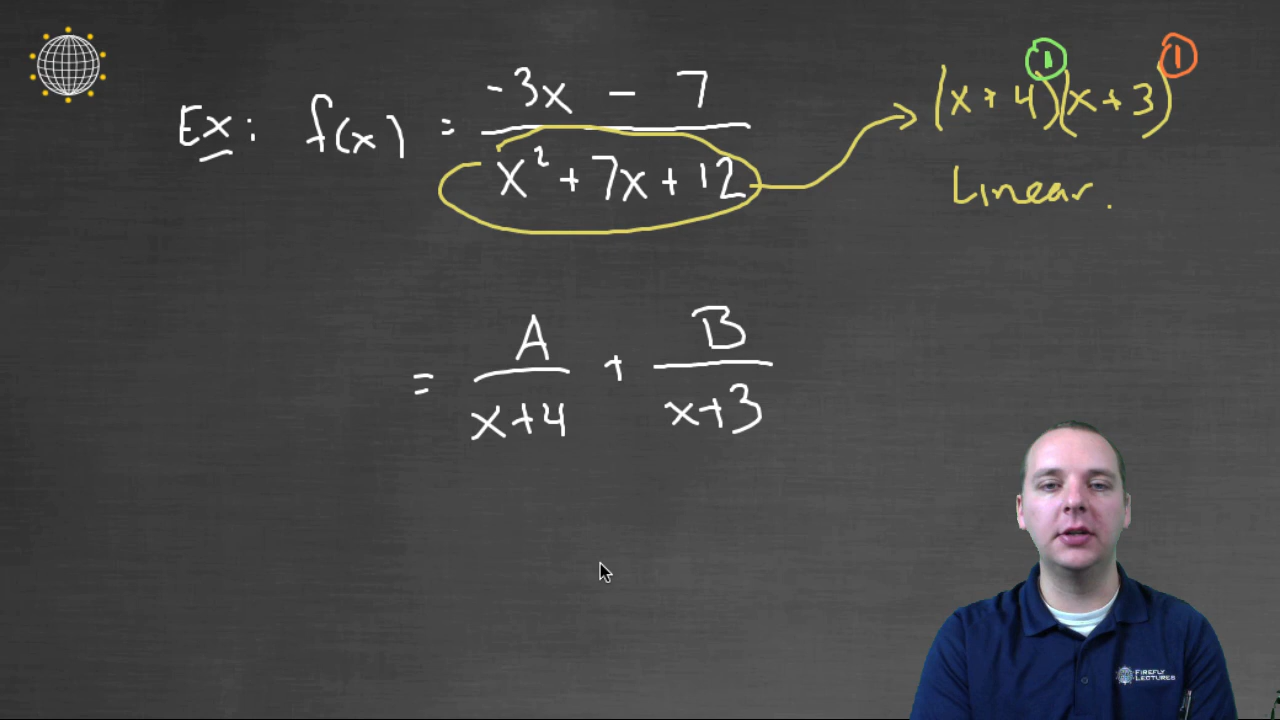 Ex: f(x) = -3x - 7 / x² + 7x + 12
(x + 4)¹(x + 3)¹
Linear.
= A / x+4 + B / x+3
FIREFLY
LECTURES